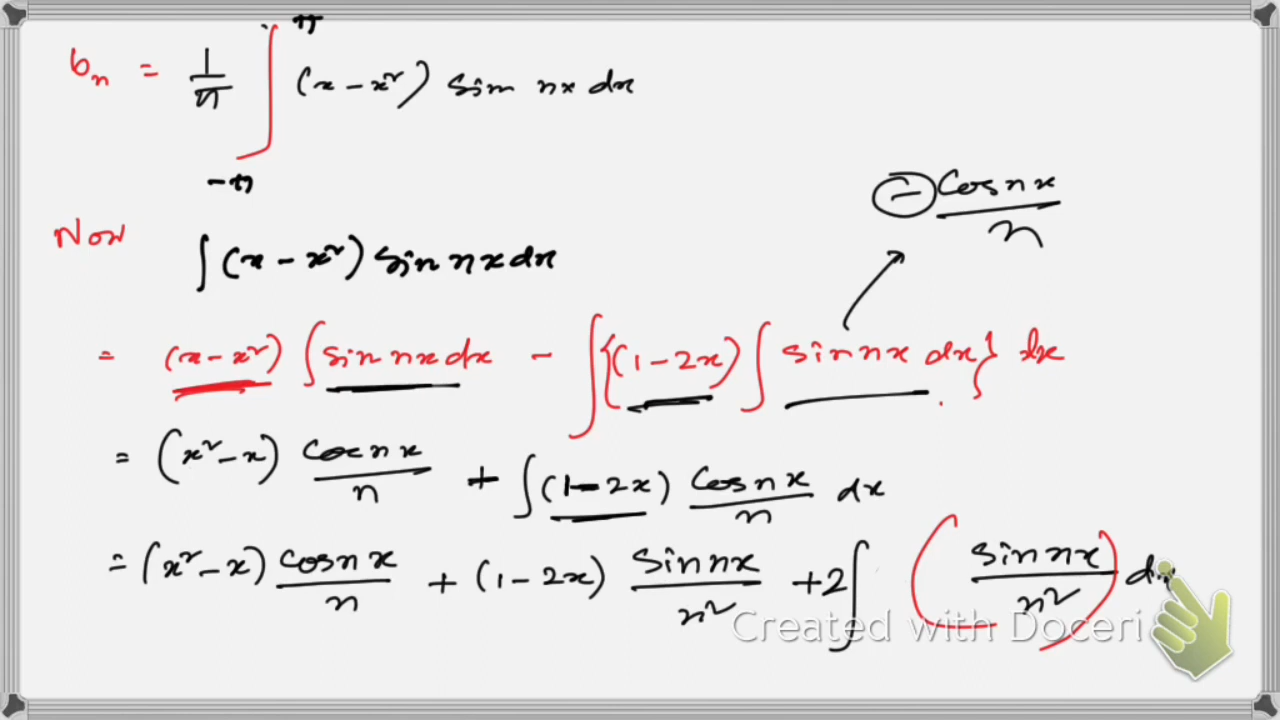 bₙ = 1/π ∫_{-π}^{π} (x - x²) sin nx dx
- cos nx / n
Now
∫ (x - x²) sin nx dx
= (x - x²) ∫ sin nx dx - ∫ {(1 - 2x) ∫ sin nx dx} dx
= (x² - x) cos nx / n + ∫ (1 - 2x) cos nx / n dx
= (x² - x) cos nx / n + (1 - 2x) sin nx / n² + 2 ∫ ( sin nx / n² ) dx
Created with Doceri